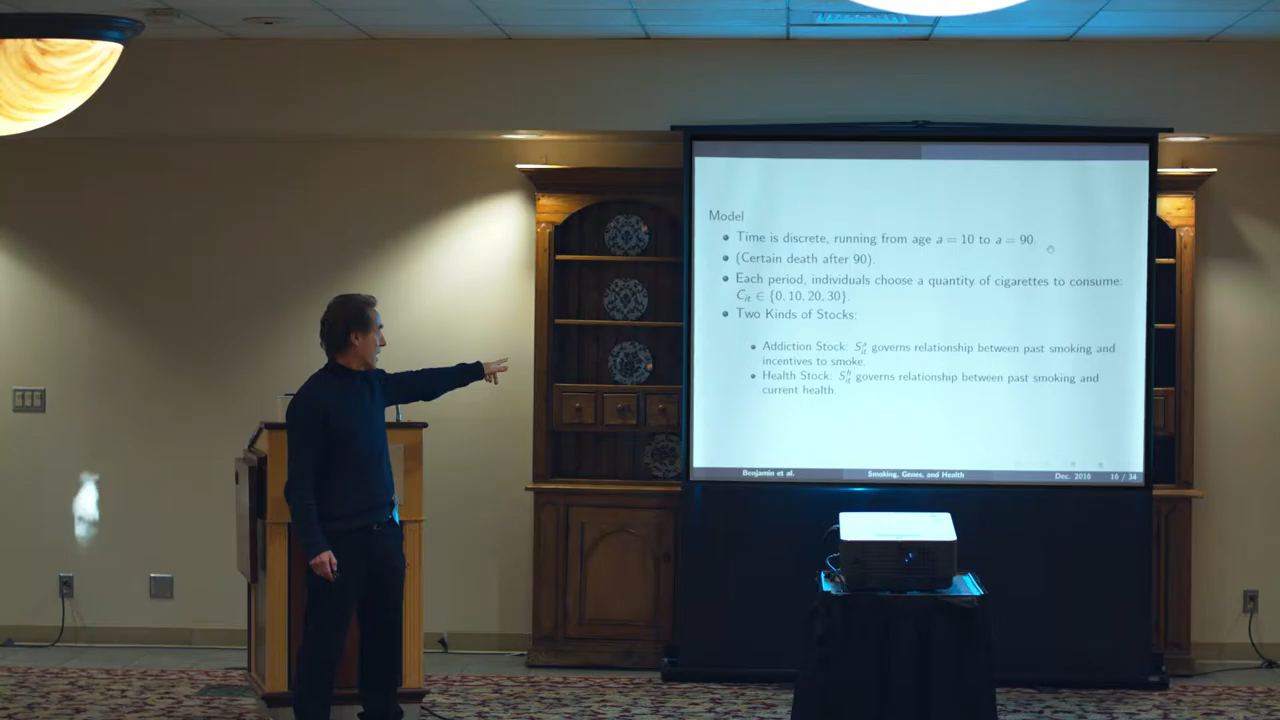 Model
Time is discrete, running from age a = 10 to a = 90.
(Certain death after 90).
Each period, individuals choose a quantity of cigarettes to consume:
C_it ∈ {0, 10, 20, 30}.
Two Kinds of Stocks:
Addiction Stock: S^a_it governs relationship between past smoking and
incentives to smoke.
Health Stock: S^h_it governs relationship between past smoking and
current health.
Benjamin et al. Smoking, Genes, and Health Dec. 2016 16 / 34